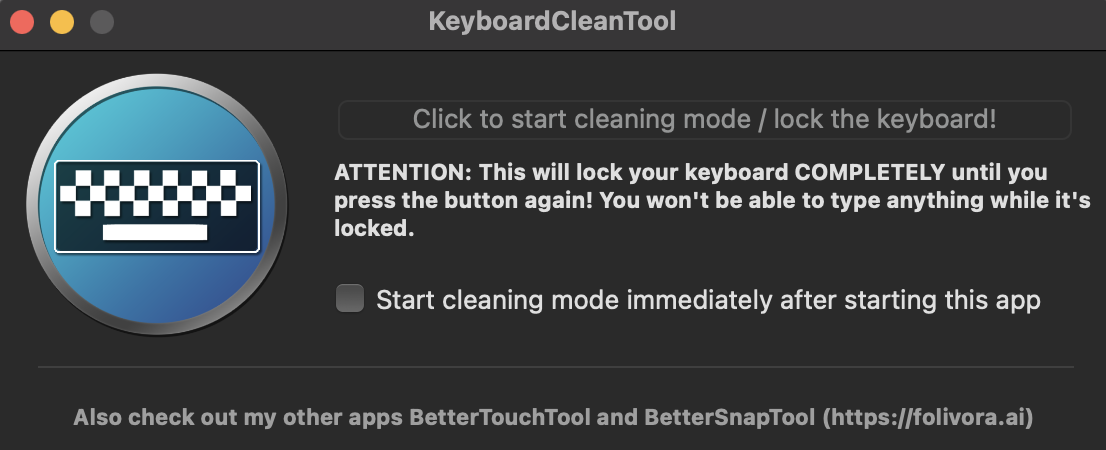 KeyboardCleanTool
Click to start cleaning mode / lock the keyboard!
ATTENTION: This will lock your keyboard COMPLETELY until you
press the button again! You won't be able to type anything while it's
locked.
Start cleaning mode immediately after starting this app
Also check out my other apps BetterTouchTool and BetterSnapTool (https://folivora.ai)